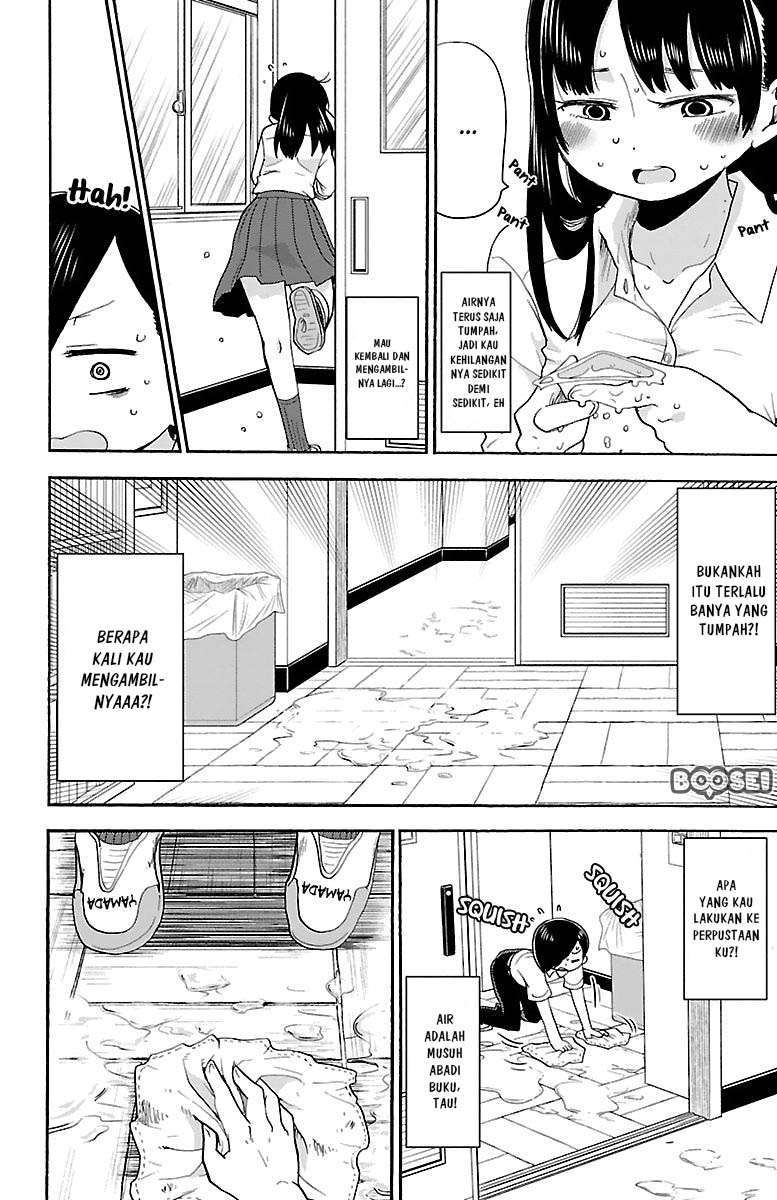 ...
Pant
Pant
Pant
AIRNYA
TERUS SAJA
TUMPAH,
JADI KAU
KEHILANGAN
NYA SEDIKIT
DEMI
SEDIKIT, EH
MAU
KEMBALI DAN
MENGAMBIL-
NYA LAGI...?
Hah!
BUKANKAH
ITU TERLALU
BANYA YANG
TUMPAH?!
BERAPA
KALI KAU
MENGAMBIL-
NYAAA?!
BOOSEI
APA
YANG KAU
LAKUKAN KE
PERPUSTAAN
KU?!
SQUISH
SQUISH
AIR
ADALAH
MUSUH
ABADI
BUKU,
TAU!
YAMADA
YAMADA